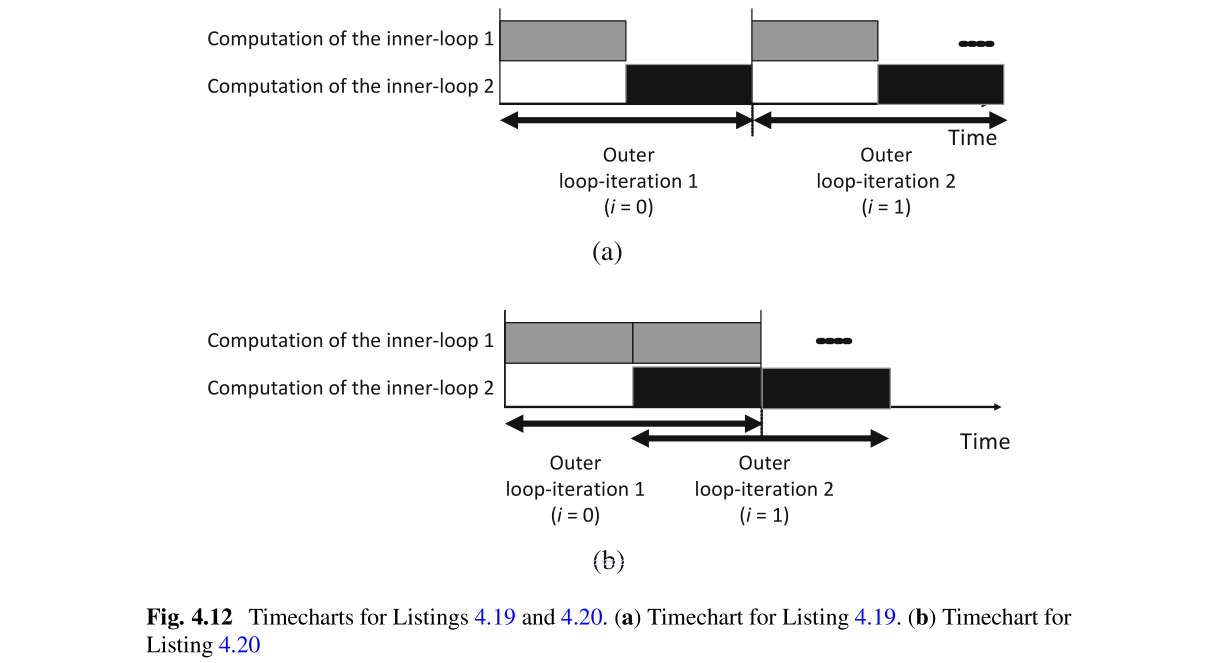 Computation of the inner-loop 1
Computation of the inner-loop 2
Time
Outer
loop-iteration 1
(i = 0)
Outer
loop-iteration 2
(i = 1)
(a)
Computation of the inner-loop 1
Computation of the inner-loop 2
Time
Outer
loop-iteration 1
(i = 0)
Outer
loop-iteration 2
(i = 1)
(b)
Fig. 4.12 Timecharts for Listings 4.19 and 4.20. (a) Timechart for Listing 4.19. (b) Timechart for
Listing 4.20